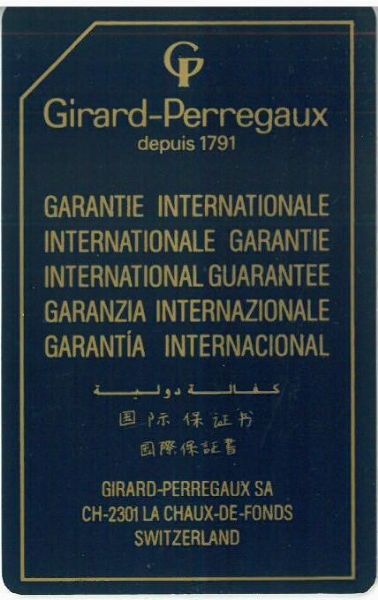 GP
Girard-Perregaux
depuis 1791
GARANTIE INTERNATIONALE
INTERNATIONALE GARANTIE
INTERNATIONAL GUARANTEE
GARANZIA INTERNAZIONALE
GARANTÍA INTERNACIONAL
كفالة دولية
国际保证书
国際保証書
GIRARD-PERREGAUX SA
CH-2301 LA CHAUX-DE-FONDS
SWITZERLAND